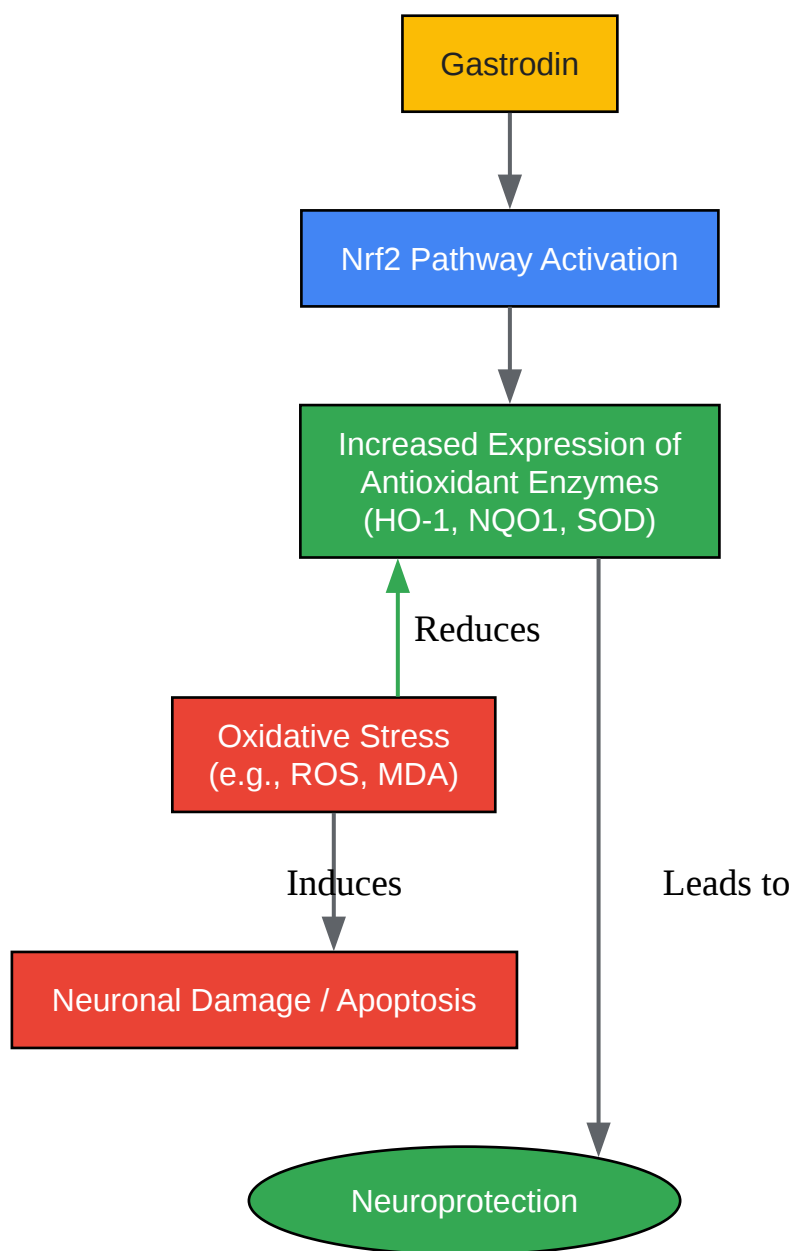 Gastrodin
Nrf2 Pathway Activation
Increased Expression of
Antioxidant Enzymes
(HO-1, NQO1, SOD)
Reduces
Oxidative Stress
(e.g., ROS, MDA)
Induces
Leads to
Neuronal Damage / Apoptosis
Neuroprotection